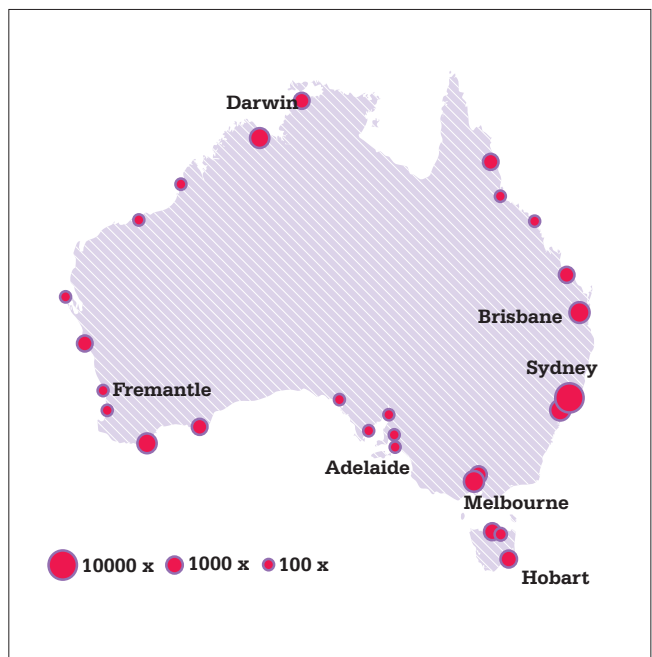 Darwin
Brisbane
Sydney
Fremantle
Adelaide
Melbourne
10000 x 1000 x 100 x
Hobart